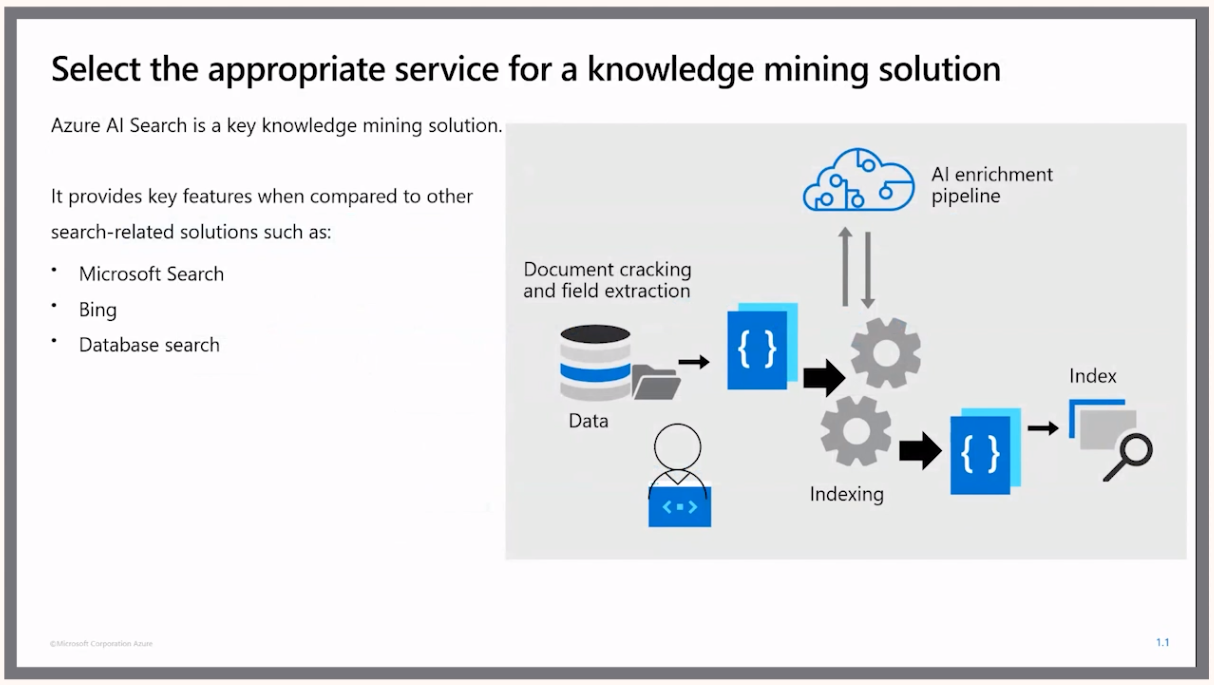 Select the appropriate service for a knowledge mining solution
Azure AI Search is a key knowledge mining solution.
It provides key features when compared to other
search-related solutions such as:
• Microsoft Search
• Bing
• Database search
AI enrichment
pipeline
Document cracking
and field extraction
{ }
Data
Index
{ }
Indexing
©Microsoft Corporation Azure
1.1